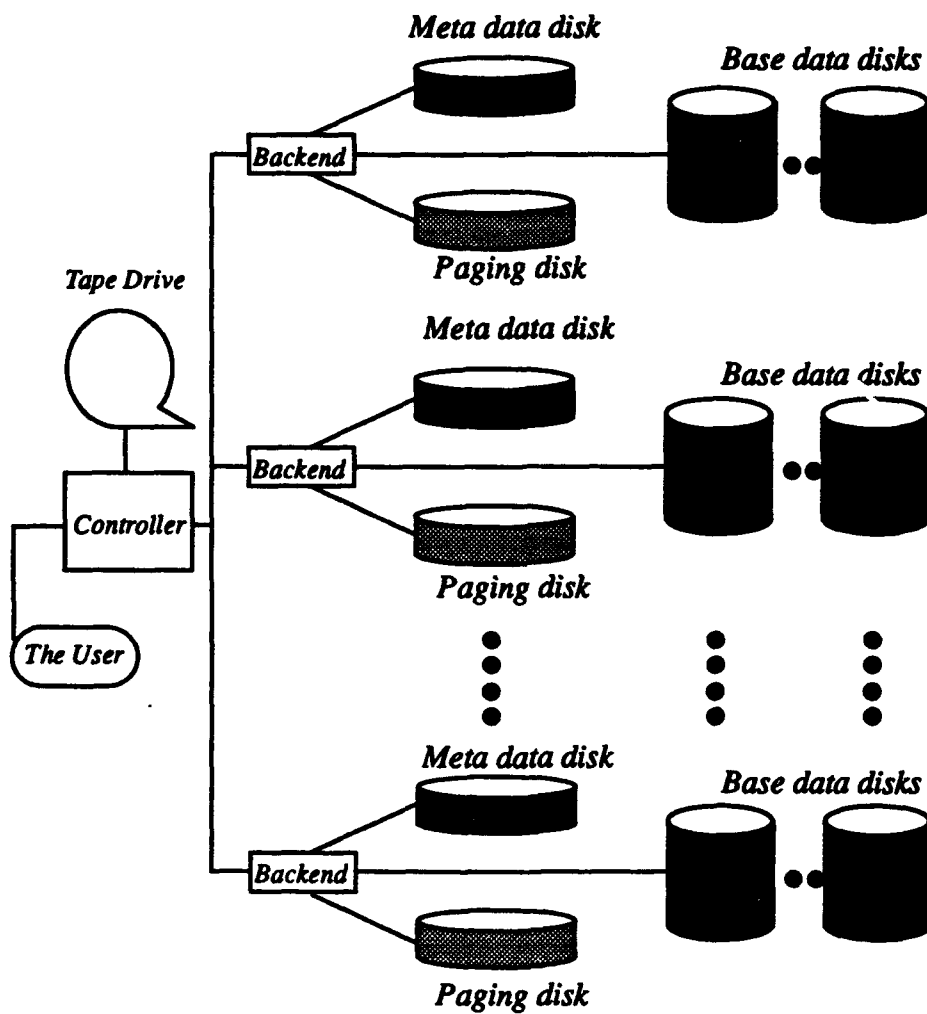 Meta data disk
Base data disks
Backend
Paging disk
Tape Drive
Meta data disk
Base data disks
Backend
Controller
Paging disk
The User
Meta data disk
Base data disks
Backend
Paging disk